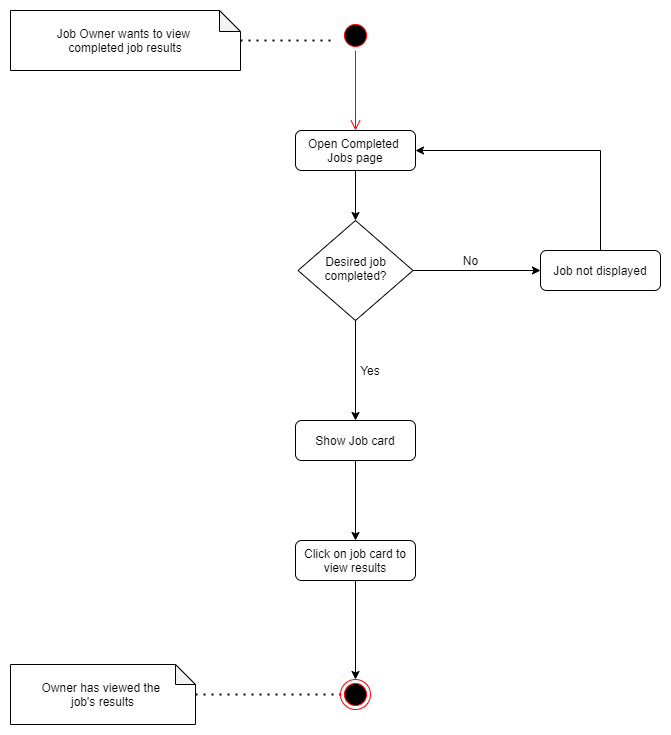 Job Owner wants to view
completed job results
Open Completed
Jobs page
Desired job
completed?
No
Job not displayed
Yes
Show Job card
Click on job card to
view results
Owner has viewed the
job's results